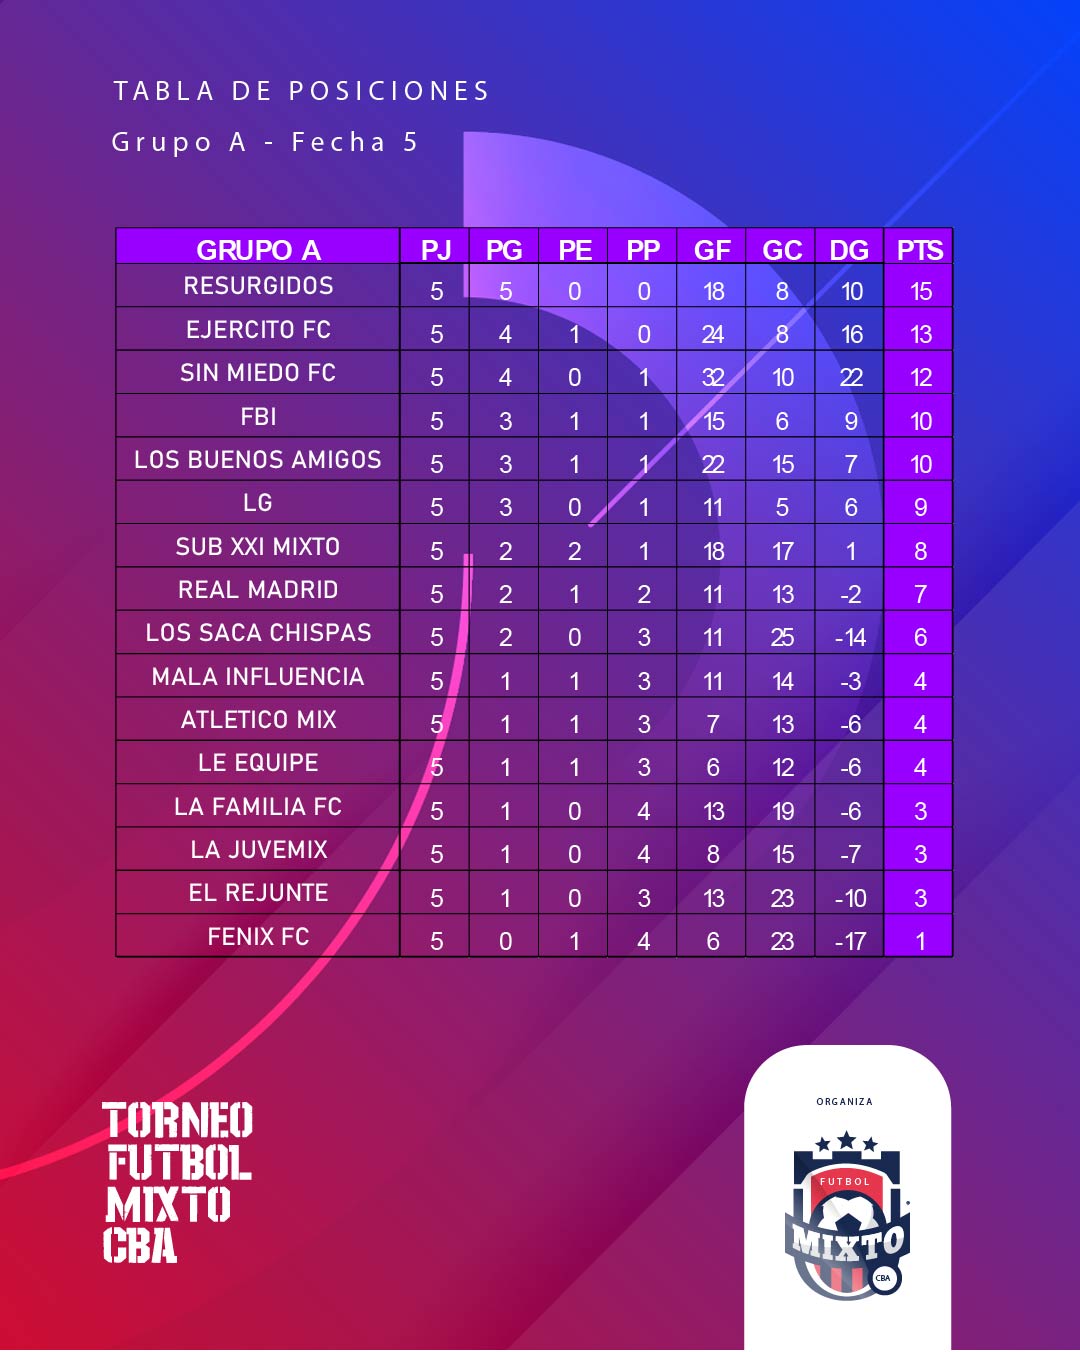 TABLA DE POSICIONES
Grupo A - Fecha 5
GRUPO A PJ PG PE PP GF GC DG PTS
RESURGIDOS 5 5 0 0 18 8 10 15
EJERCITO FC 5 4 1 0 24 8 16 13
SIN MIEDO FC 5 4 0 1 32 10 22 12
FBI 5 3 1 1 15 6 9 10
LOS BUENOS AMIGOS 5 3 1 1 22 15 7 10
LG 5 3 0 1 11 5 6 9
SUB XXI MIXTO 5 2 2 1 18 17 1 8
REAL MADRID 5 2 1 2 11 13 -2 7
LOS SACA CHISPAS 5 2 0 3 11 25 -14 6
MALA INFLUENCIA 5 1 1 3 11 14 -3 4
ATLETICO MIX 5 1 1 3 7 13 -6 4
LE EQUIPE 5 1 1 3 6 12 -6 4
LA FAMILIA FC 5 1 0 4 13 19 -6 3
LA JUVEMIX 5 1 0 4 8 15 -7 3
EL REJUNTE 5 1 0 3 13 23 -10 3
FENIX FC 5 0 1 4 6 23 -17 1
TORNEO
FUTBOL
MIXTO
CBA
ORGANIZA
FUTBOL
MIXTO
CBA